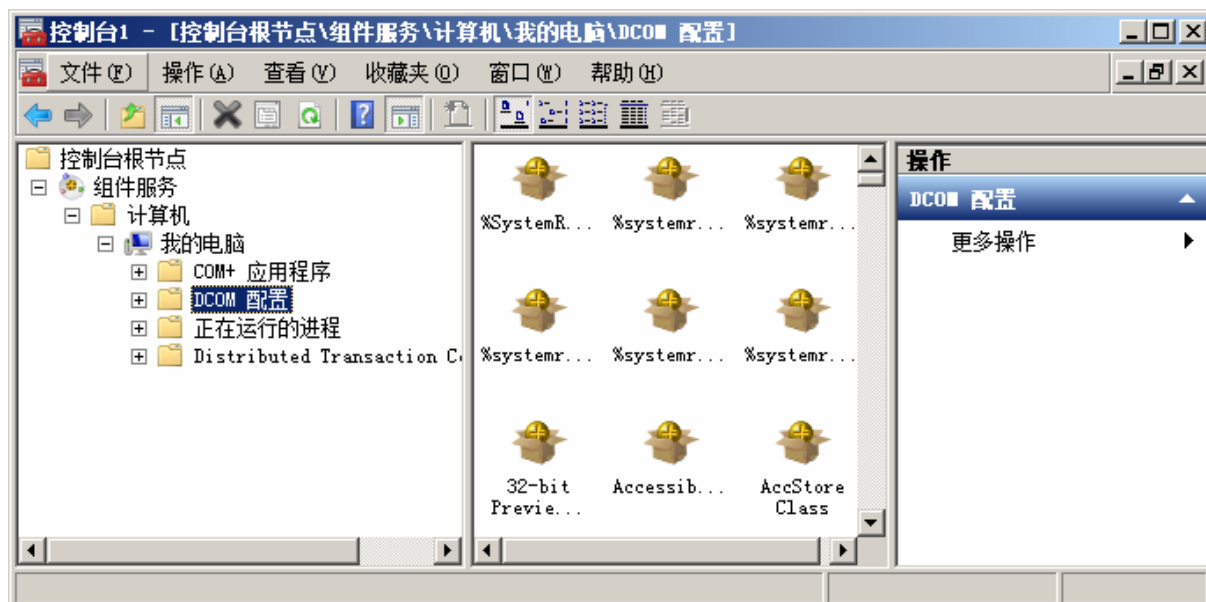 控制台1 - [控制台根节点\组件服务\计算机\我的电脑\DCOM 配置]
文件(F) 操作(A) 查看(V) 收藏夹(O) 窗口(W) 帮助(H)
控制台根节点
组件服务
计算机
我的电脑
COM+ 应用程序
DCOM 配置
正在运行的进程
Distributed Transaction C
%SystemR... %systemr... %systemr...
%systemr... %systemr... %systemr...
32-bit Previe... Accessib... AccStore Class
操作
DCOM 配置
更多操作